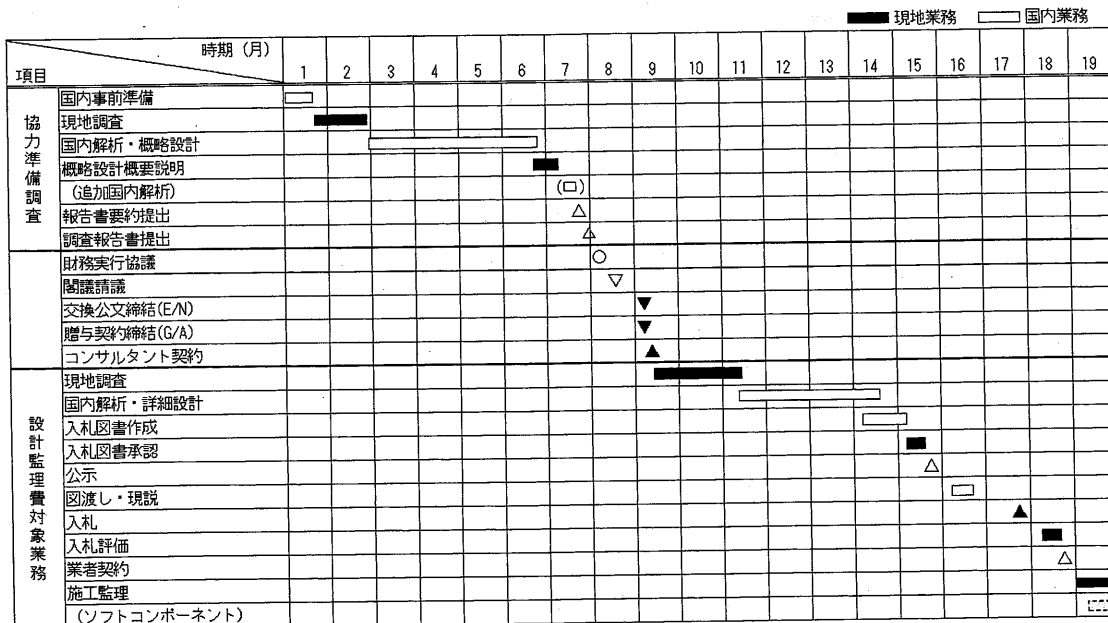 現地業務 国内業務
時期（月）
項目
1 2 3 4 5 6 7 8 9 10 11 12 13 14 15 16 17 18 19
協力準備調査
国内事前準備
現地調査
国内解析・概略設計
概略設計概要説明
（追加国内解析）
報告書要約提出
調査報告書提出
財務実行協議
閣議請議
交換公文締結(E/N)
贈与契約締結(G/A)
コンサルタント契約
設計監理費対象業務
現地調査
国内解析・詳細設計
入札図書作成
入札図書承認
公示
図渡し・現説
入札
入札評価
業者契約
施工監理
（ソフトコンポーネント）